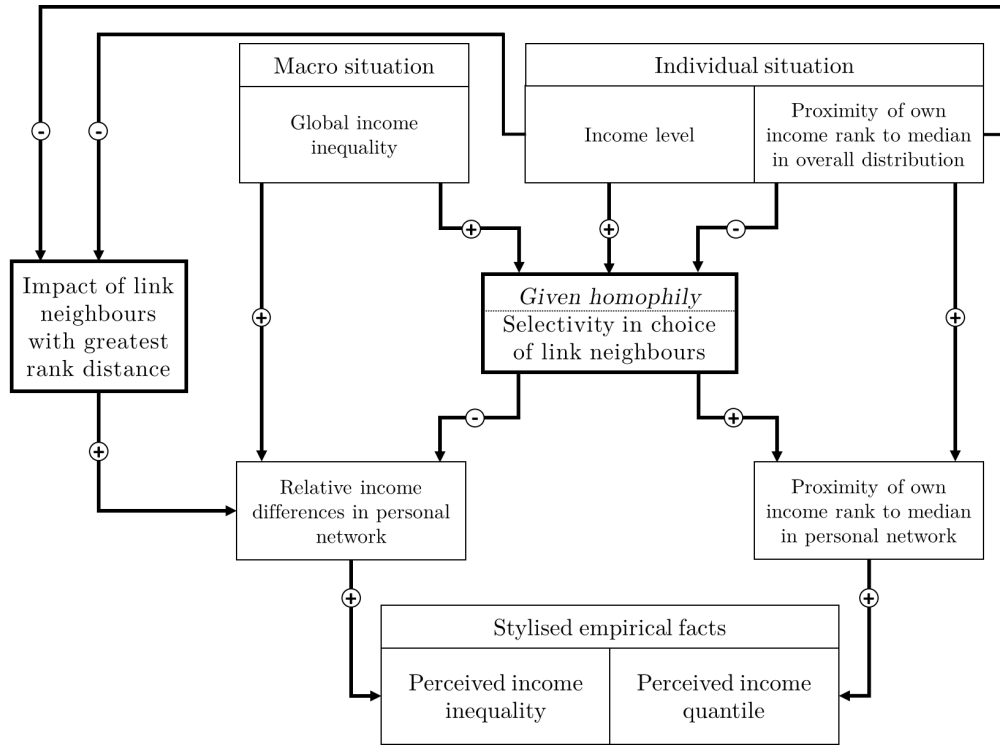 Macro situation
Global income
inequality
Individual situation
Income level
Proximity of own
income rank to median
in overall distribution
-
-
+
+
-
Impact of link
neighbours
with greatest
rank distance
Given homophily
Selectivity in choice
of link neighbours
+
+
-
+
+
Relative income
differences in personal
network
Proximity of own
income rank to median
in personal network
+
+
Stylised empirical facts
Perceived income
inequality
Perceived income
quantile